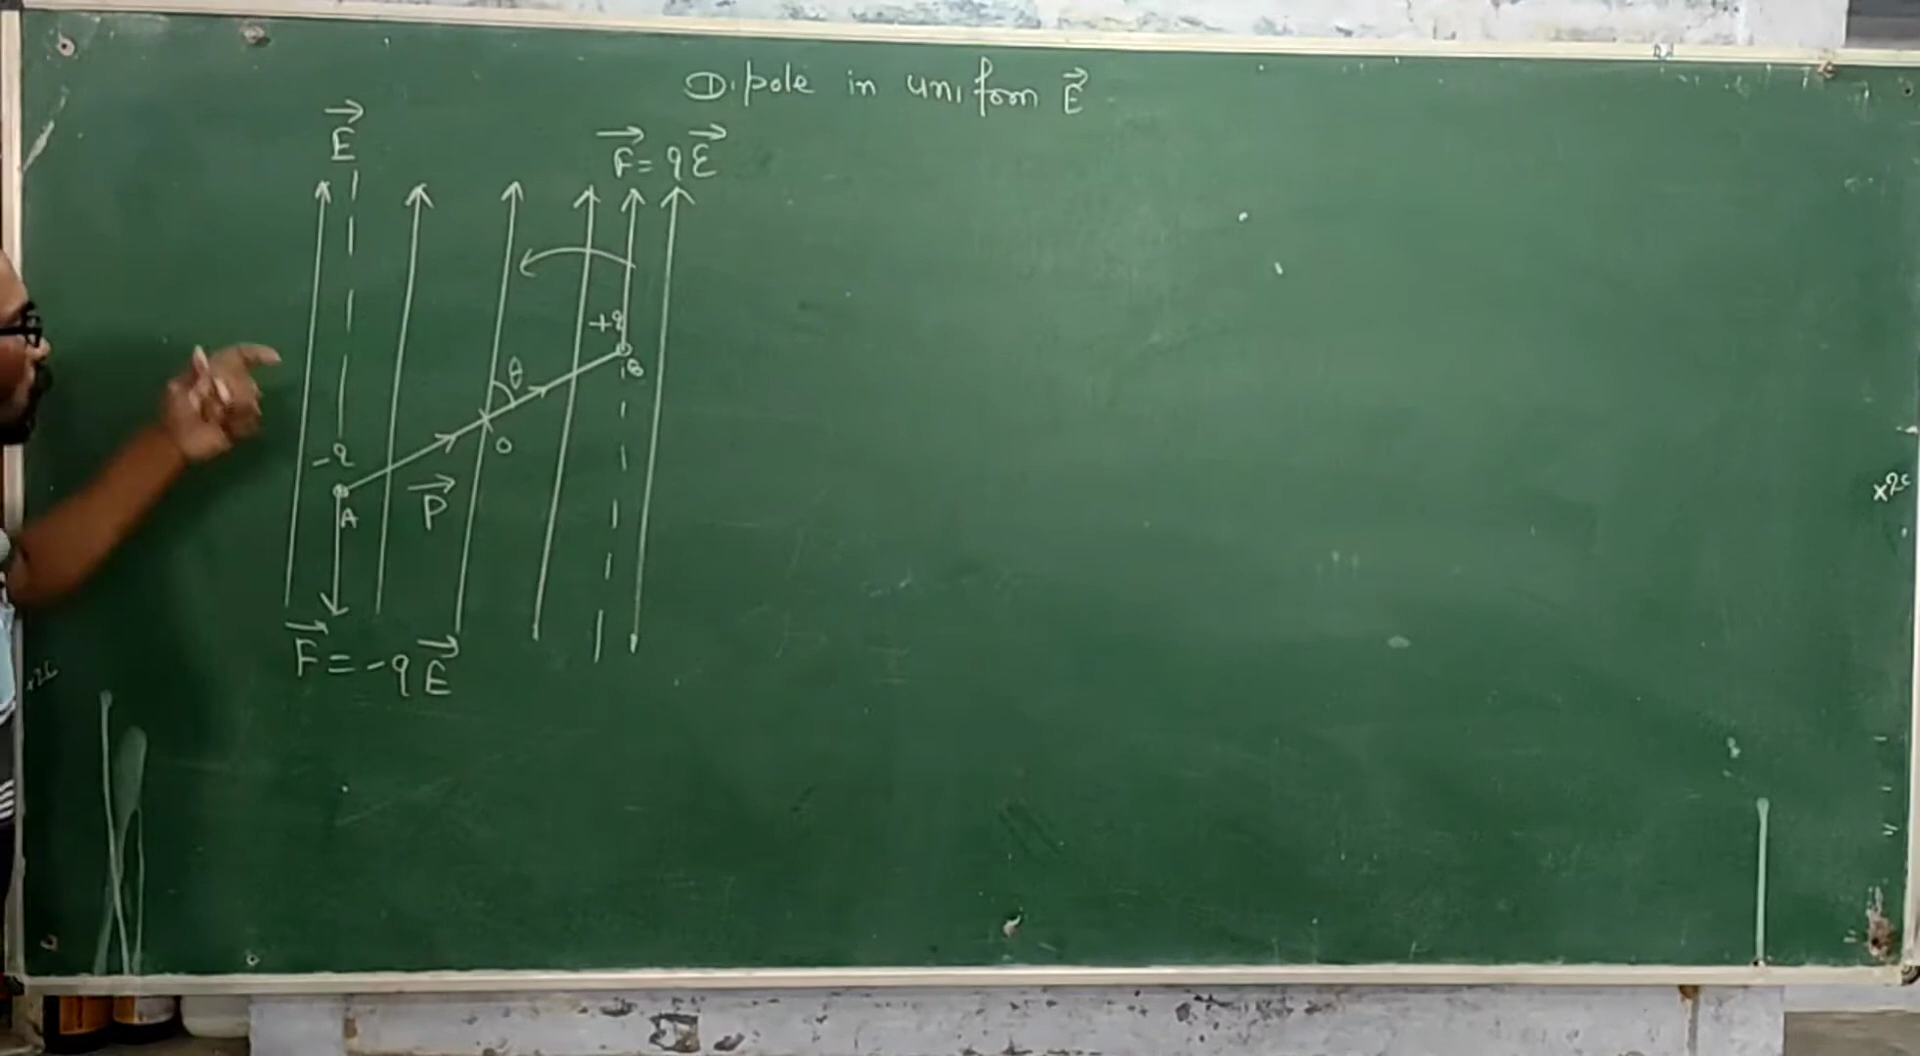 Dipole in uniform E⃗
E⃗
F⃗ = qE⃗
+q
θ
B
-q
O
A
P⃗
F⃗ = -qE⃗